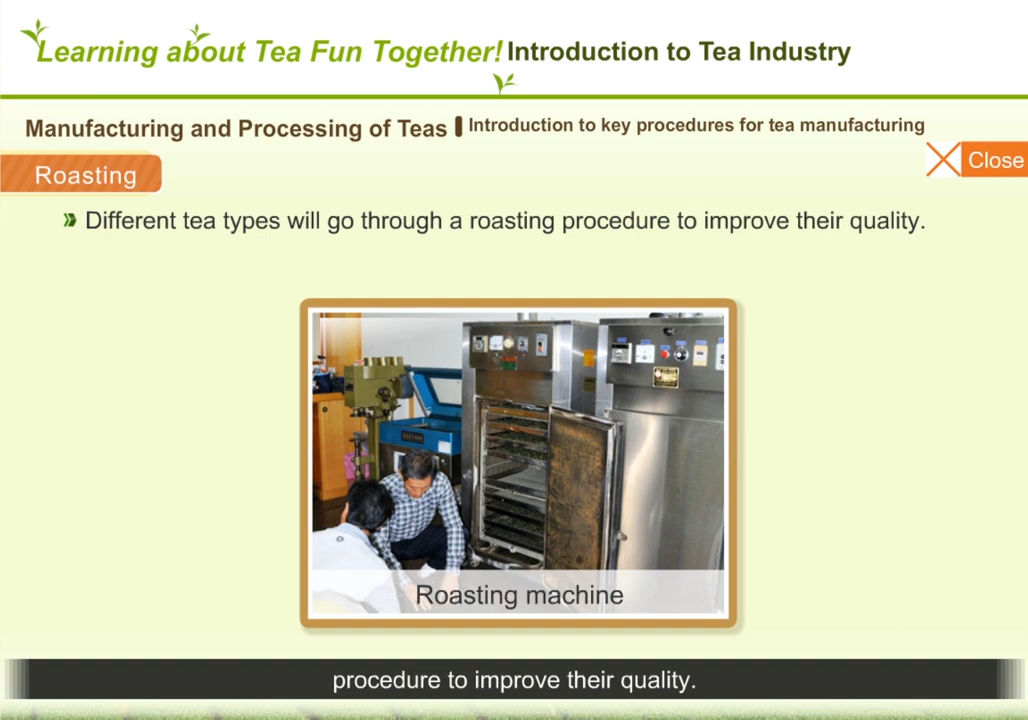 Learning about Tea Fun Together! Introduction to Tea Industry
Manufacturing and Processing of Teas Introduction to key procedures for tea manufacturing
Close
Roasting
Different tea types will go through a roasting procedure to improve their quality.
Roasting machine
procedure to improve their quality.